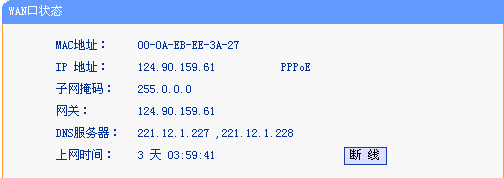 WAN口状态
MAC地址： 00-0A-EB-EE-3A-27
IP 地址： 124.90.159.61 PPPoE
子网掩码： 255.0.0.0
网关： 124.90.159.61
DNS服务器： 221.12.1.227 ,221.12.1.228
上网时间： 3 天 03:59:41 断 线